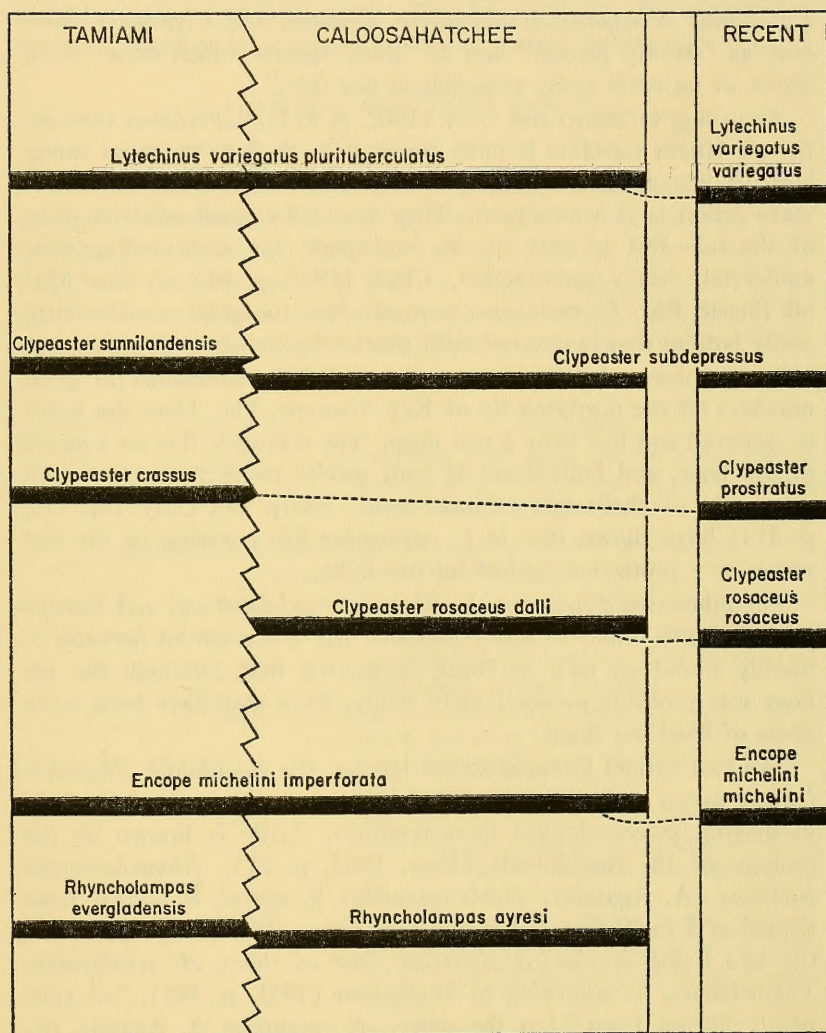 TAMIAMI CALOOSAHATCHEE RECENT
Lytechinus variegatus plurituberculatus
Lytechinus
variegatus
variegatus
Clypeaster sunnilandensis
Clypeaster subdepressus
Clypeaster crassus
Clypeaster
prostratus
Clypeaster rosaceus dalli
Clypeaster
rosaceus
rosaceus
Encope michelini imperforata
Encope
michelini
michelini
Rhyncholampas
evergladensis
Rhyncholampas ayresi